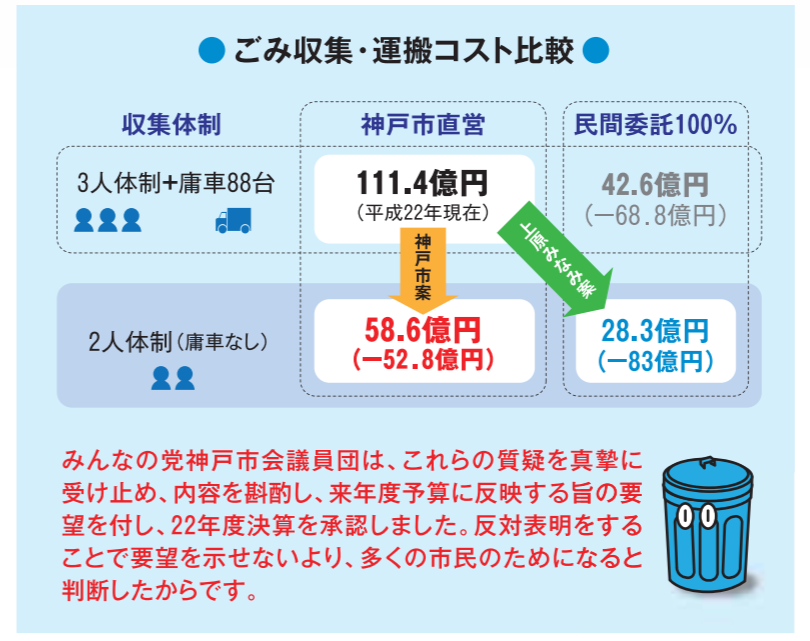 ●ごみ収集・運搬コスト比較●
収集体制
神戸市直営
民間委託100%
3人体制+庸車88台
111.4億円
(平成22年現在)
42.6億円
(−68.8億円)
神戸市案
上原みなみ案
2人体制(庸車なし)
58.6億円
(−52.8億円)
28.3億円
(−83億円)
みんなの党神戸市会議員団は、これらの質疑を真摯に
受け止め、内容を斟酌し、来年度予算に反映する旨の要
望を付し、22年度決算を承認しました。反対表明をする
ことで要望を示せないより、多くの市民のためになると
判断したからです。